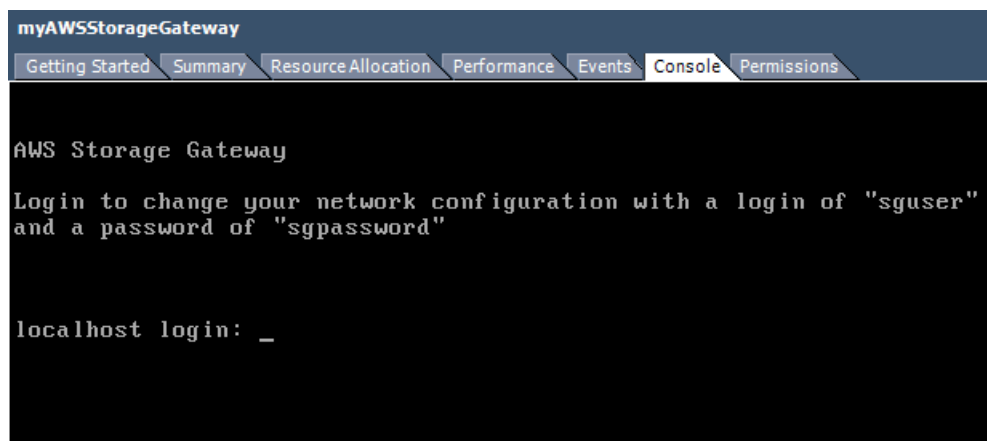 myAWSStorageGateway
Getting Started Summary Resource Allocation Performance Events Console Permissions
AWS Storage Gateway
Login to change your network configuration with a login of "sguser"
and a password of "sgpassword"
localhost login: _